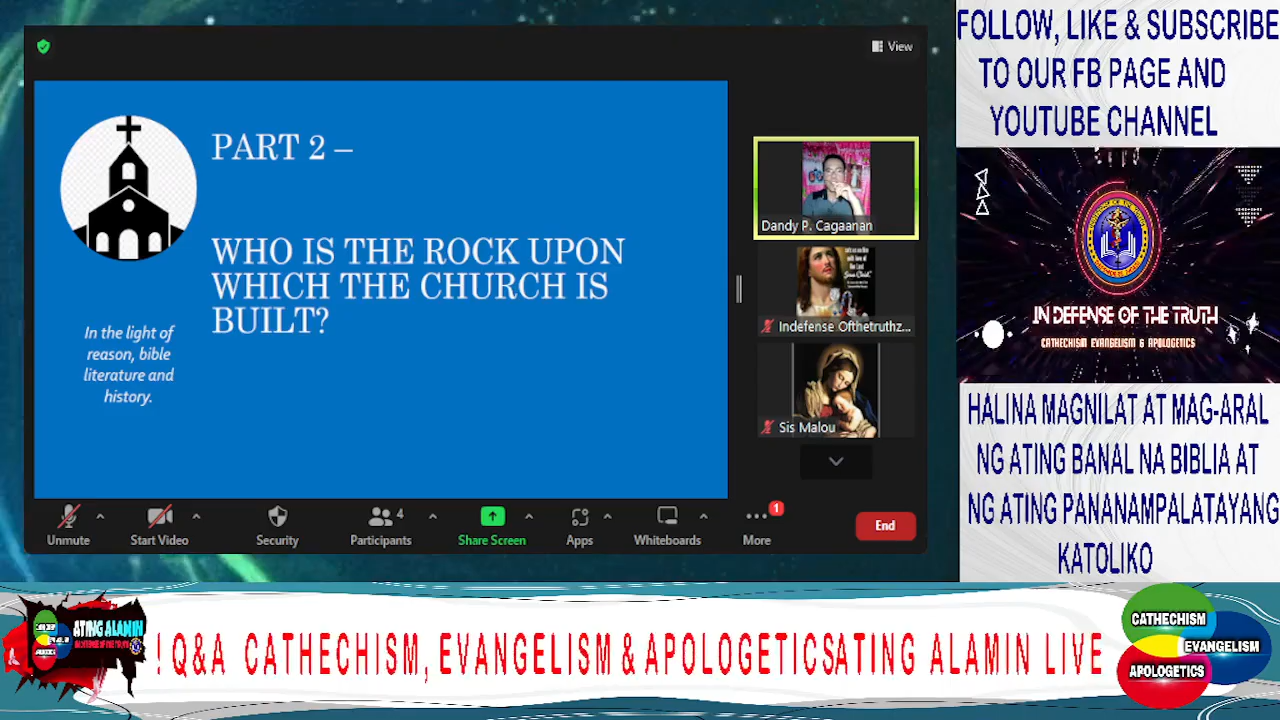 View
PART 2 –
WHO IS THE ROCK UPON
WHICH THE CHURCH IS
BUILT?
In the light of
reason, bible
literature and
history.
Dandy P. Cagaanan
Indefense Ofthetruthz...
Sis Malou
Unmute
Start Video
Security
4
Participants
Share Screen
Apps
Whiteboards
1
More
End
FOLLOW, LIKE & SUBSCRIBE
TO OUR FB PAGE AND
YOUTUBE CHANNEL
IN DEFENSE OF THE TRUTH
CATHECHISM EVANGELISM & APOLOGETICS
HALINA MAGNILAT AT MAG-ARAL
NG ATING BANAL NA BIBLIA AT
NG ATING PANANAMPALATAYANG
KATOLIKO
ATING ALAMIN
! Q&A CATHECHISM, EVANGELISM & APOLOGETICSATING ALAMIN LIVE
CATHECHISM
EVANGELISM
APOLOGETICS